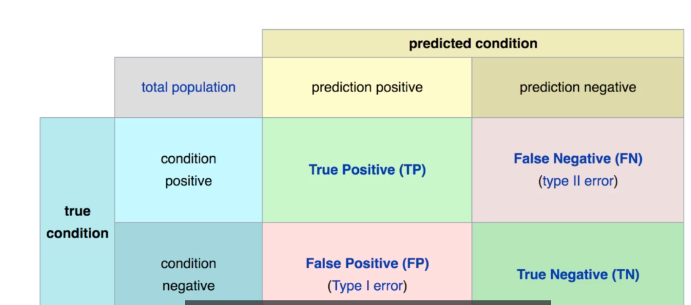 predicted condition
total population
prediction positive
prediction negative
condition
positive
True Positive (TP)
False Negative (FN)
(type II error)
true
condition
condition
negative
False Positive (FP)
(Type I error)
True Negative (TN)